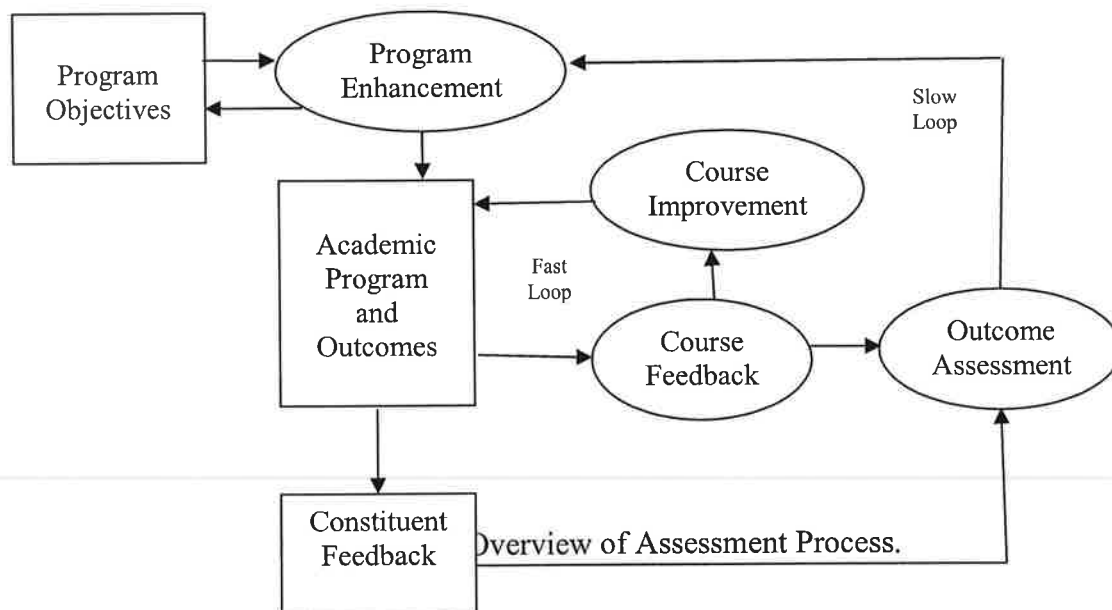 Program
Objectives
Program
Enhancement
Slow
Loop
Course
Improvement
Academic
Program
and
Outcomes
Fast
Loop
Course
Feedback
Outcome
Assessment
Constituent
Feedback
Overview of Assessment Process.